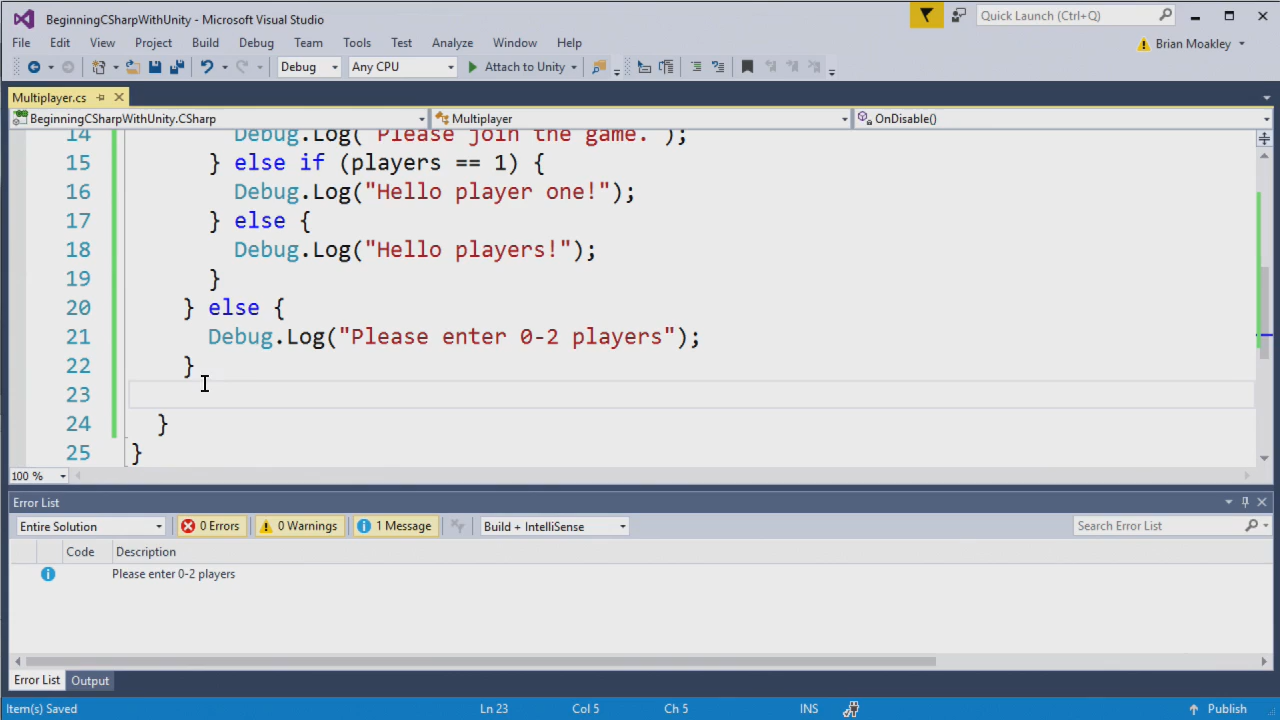 BeginningCSharpWithUnity - Microsoft Visual Studio
Quick Launch (Ctrl+Q)
File Edit View Project Build Debug Team Tools Test Analyze Window Help
Brian Moakley
Debug Any CPU Attach to Unity
Multiplayer.cs
BeginningCSharpWithUnity.CSharp Multiplayer OnDisable()
14 Debug.Log("Please join the game.");
15 } else if (players == 1) {
16 Debug.Log("Hello player one!");
17 } else {
18 Debug.Log("Hello players!");
19 }
20 } else {
21 Debug.Log("Please enter 0-2 players");
22 }
23
24 }
25 }
100 %
Error List
Entire Solution 0 Errors 0 Warnings 1 Message Build + IntelliSense Search Error List
Code Description
Please enter 0-2 players
Error List Output
Item(s) Saved Ln 23 Col 5 Ch 5 INS Publish